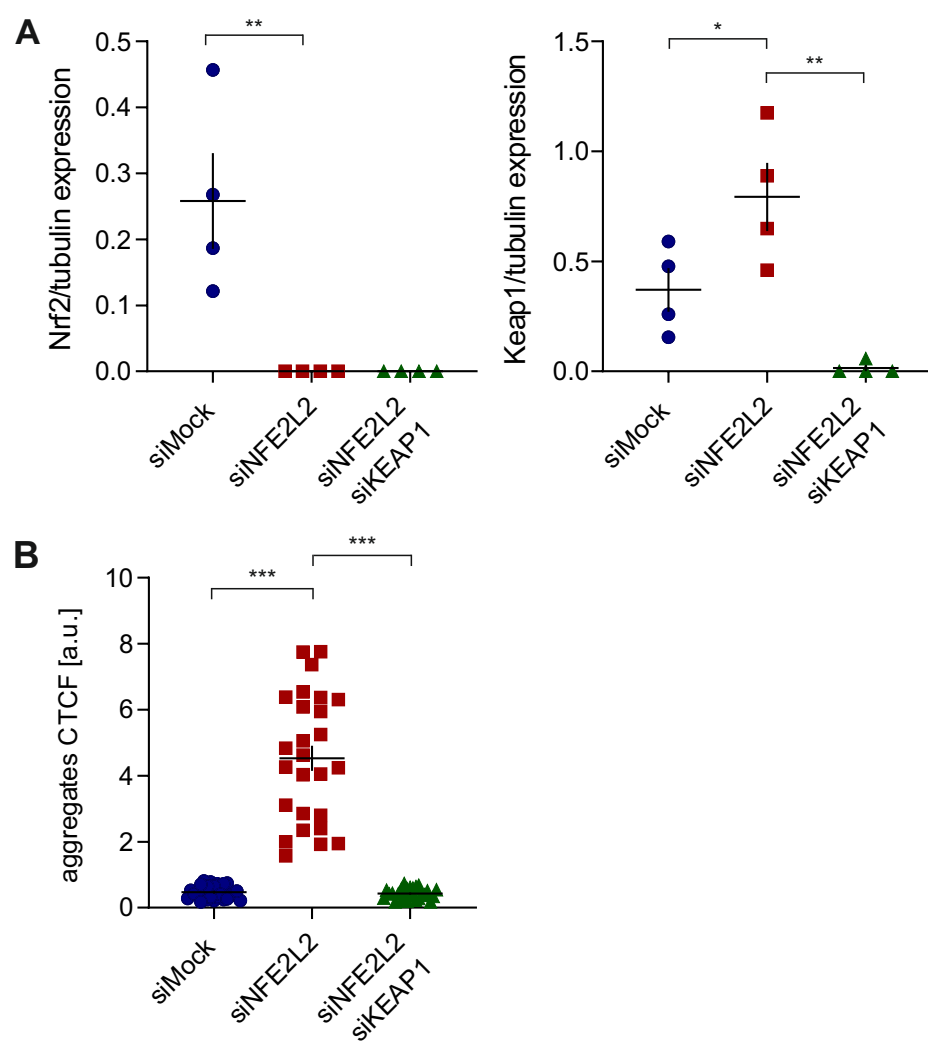 A
**
0.5
0.4
0.3
0.2
0.1
0.0
Nrf2/tubulin expression
siMock
siNFE2L2
siNFE2L2
siKEAP1
*
**
1.5
1.0
0.5
0.0
Keap1/tubulin expression
siMock
siNFE2L2
siNFE2L2
siKEAP1
B
***
***
10
8
6
4
2
0
aggregates CTCF [a.u.]
siMock
siNFE2L2
siNFE2L2
siKEAP1